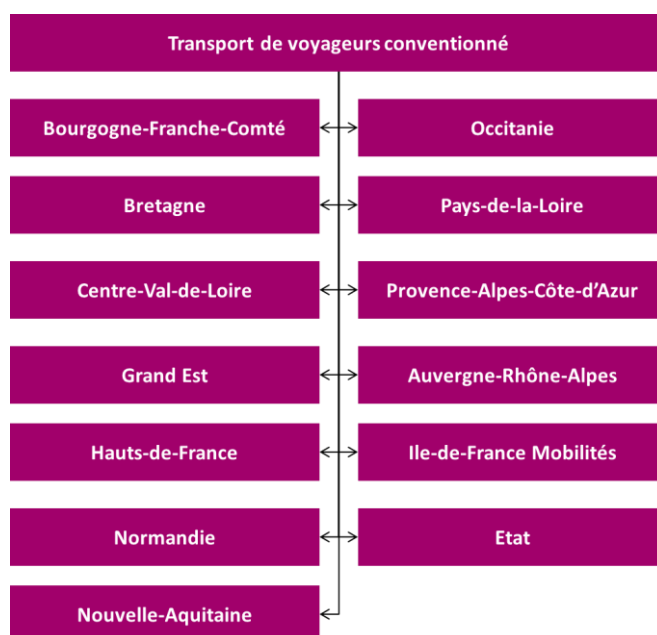 Transport de voyageurs conventionné
Bourgogne-Franche-Comté
Occitanie
Bretagne
Pays-de-la-Loire
Centre-Val-de-Loire
Provence-Alpes-Côte-d’Azur
Grand Est
Auvergne-Rhône-Alpes
Hauts-de-France
Ile-de-France Mobilités
Normandie
Etat
Nouvelle-Aquitaine